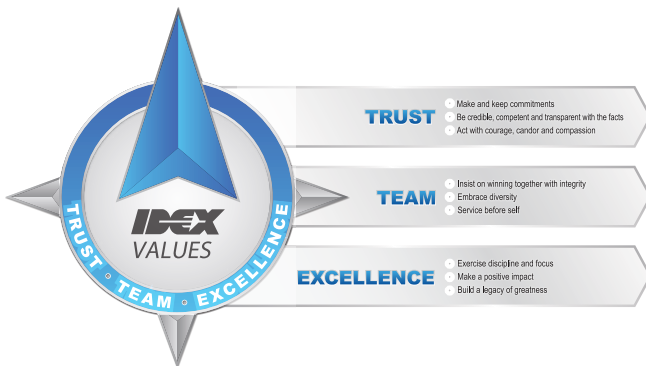 IDEX
VALUES
TRUST • TEAM • EXCELLENCE
TRUST
Make and keep commitments
Be credible, competent and transparent with the facts
Act with courage, candor and compassion
TEAM
Insist on winning together with integrity
Embrace diversity
Service before self
EXCELLENCE
Exercise discipline and focus
Make a positive impact
Build a legacy of greatness